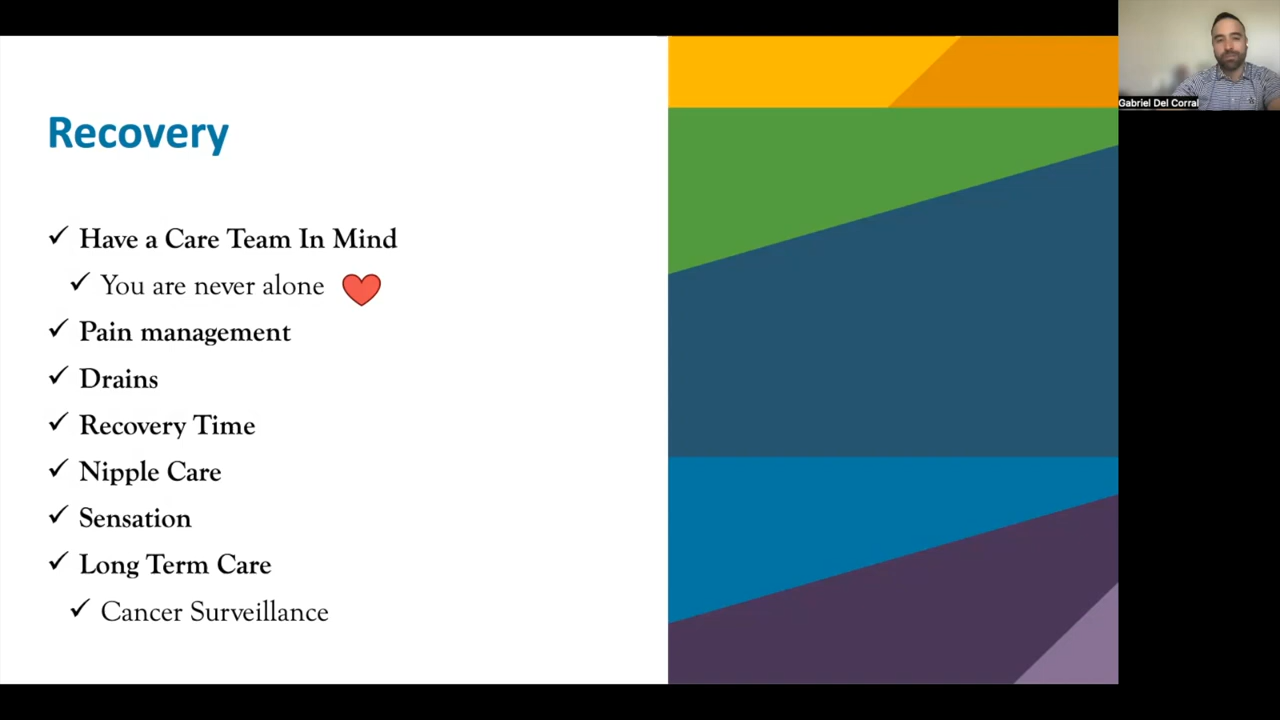 Recovery
✓ Have a Care Team In Mind
✓ You are never alone
✓ Pain management
✓ Drains
✓ Recovery Time
✓ Nipple Care
✓ Sensation
✓ Long Term Care
✓ Cancer Surveillance
Gabriel Del Corral